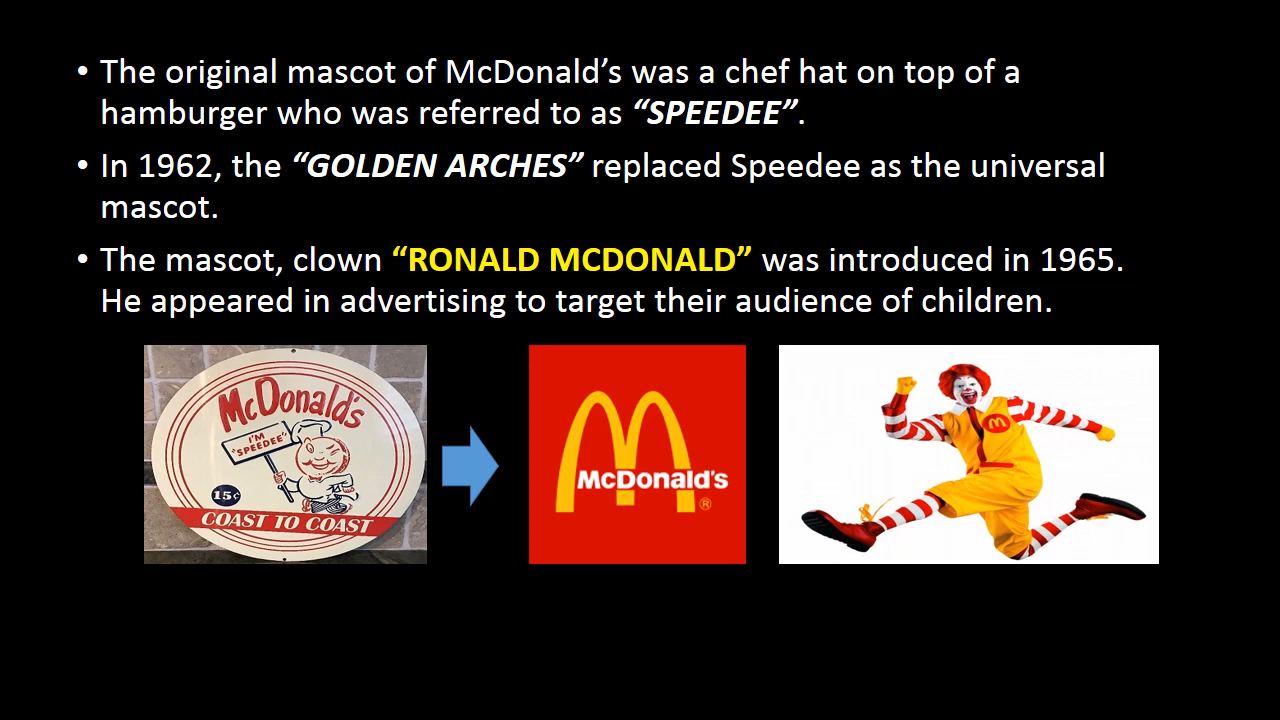 • The original mascot of McDonald’s was a chef hat on top of a
hamburger who was referred to as “SPEEDEE”.
• In 1962, the “GOLDEN ARCHES” replaced Speedee as the universal
mascot.
• The mascot, clown “RONALD MCDONALD” was introduced in 1965.
He appeared in advertising to target their audience of children.
McDonald's
I'M
"SPEEDEE"
15¢
COAST TO COAST
McDonald's
®